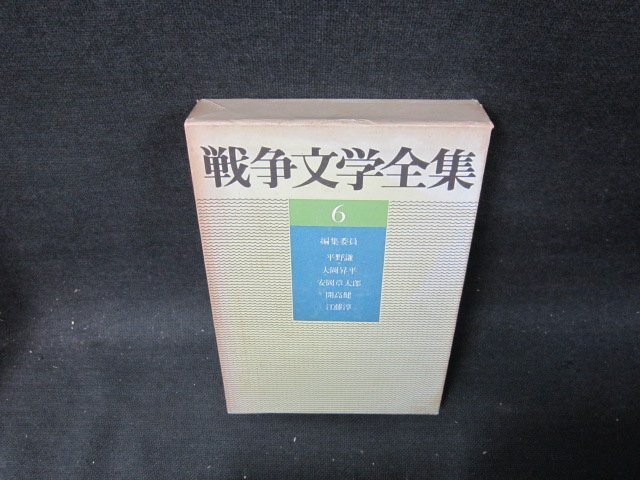 戦争文学全集
6
編集委員
平野謙
大岡昇平
安岡章太郎
開高健
江藤淳